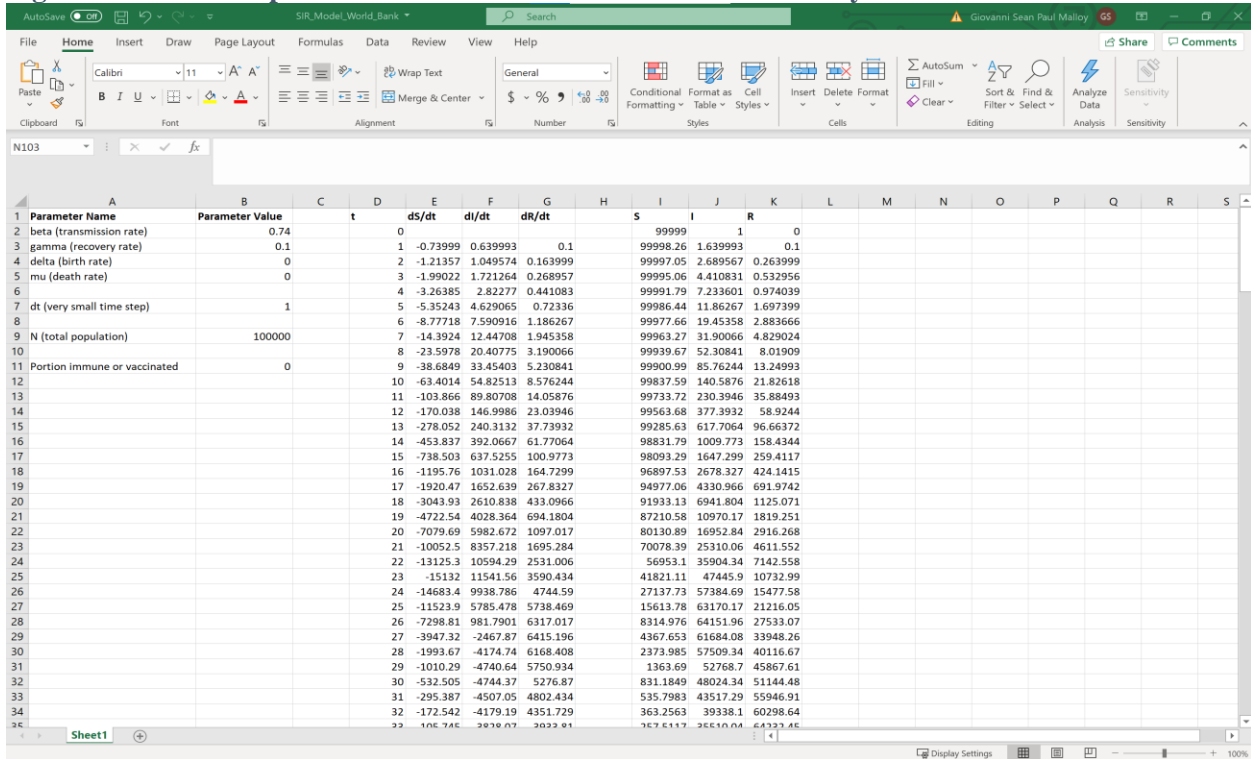 AutoSave Off SIR_Model_World_Bank Search Giovanni Sean Paul Malloy GS
File Home Insert Draw Page Layout Formulas Data Review View Help Share Comments
Calibri 11 Wrap Text General AutoSum
Paste Merge & Center Conditional Formatting Format as Table Cell Styles Insert Delete Format Fill Clear Sort & Filter Find & Select Analyze Data Sensitivity
Clipboard Font Alignment Number Styles Cells Editing Analysis Sensitivity
N103 fx
A B C D E F G H I J K L M N O P Q R S
1 Parameter Name Parameter Value t dS/dt dI/dt dR/dt S I R
2 beta (transmission rate) 0.74 0 99999 1 0
3 gamma (recovery rate) 0.1 1 -0.73999 0.639993 0.1 99998.26 1.639993 0.1
4 delta (birth rate) 0 2 -1.21357 1.049574 0.163999 99997.05 2.689567 0.263999
5 mu (death rate) 0 3 -1.99022 1.721264 0.268957 99995.06 4.410831 0.532956
6 4 -3.26385 2.82277 0.441083 99991.79 7.233601 0.974039
7 dt (very small time step) 1 5 -5.35243 4.629065 0.72336 99986.44 11.86267 1.697399
8 6 -8.77718 7.590916 1.186267 99977.66 19.45358 2.883666
9 N (total population) 100000 7 -14.3924 12.44708 1.945358 99963.27 31.90066 4.829024
10 8 -23.5978 20.40775 3.190066 99939.67 52.30841 8.01909
11 Portion immune or vaccinated 0 9 -38.6849 33.45403 5.230841 99900.99 85.76244 13.24993
12 10 -63.4014 54.82513 8.576244 99837.59 140.5876 21.82618
13 11 -103.866 89.80708 14.05876 99733.72 230.3946 35.88493
14 12 -170.038 146.9986 23.03946 99563.68 377.3932 58.9244
15 13 -278.052 240.3132 37.73932 99285.63 617.7064 96.66372
16 14 -453.837 392.0667 61.77064 98831.79 1009.773 158.4344
17 15 -738.503 637.5255 100.9773 98093.29 1647.299 259.4117
18 16 -1195.76 1031.028 164.7299 96897.53 2678.327 424.1415
19 17 -1920.47 1652.639 267.8327 94977.06 4330.966 691.9742
20 18 -3043.93 2610.838 433.0966 91933.13 6941.804 1125.071
21 19 -4722.54 4028.364 694.1804 87210.58 10970.17 1819.251
22 20 -7079.69 5982.672 1097.017 80130.89 16952.84 2916.268
23 21 -10052.5 8357.218 1695.284 70078.39 25310.06 4611.552
24 22 -13125.3 10594.29 2531.006 56953.1 35904.34 7142.558
25 23 -15132 11541.56 3590.434 41821.11 47445.9 10732.99
26 24 -14683.4 9938.786 4744.59 27137.73 57384.69 15477.58
27 25 -11523.9 5785.478 5738.469 15613.78 63170.17 21216.05
28 26 -7298.81 981.7901 6317.017 8314.976 64151.96 27533.07
29 27 -3947.32 -2467.87 6415.196 4367.653 61684.08 33948.26
30 28 -1993.67 -4174.74 6168.408 2373.985 57509.34 40116.67
31 29 -1010.29 -4740.64 5750.934 1363.69 52768.7 45867.61
32 30 -532.505 -4744.37 5276.87 831.1849 48024.34 51144.48
33 31 -295.387 -4507.05 4802.434 535.7983 43517.29 55946.91
34 32 -172.542 -4179.19 4351.729 363.2563 39338.1 60298.64
35 33 -105.745 -3828.07 3933.81 257.5117 35510.04 64232.45
Sheet1
Display Settings 100%